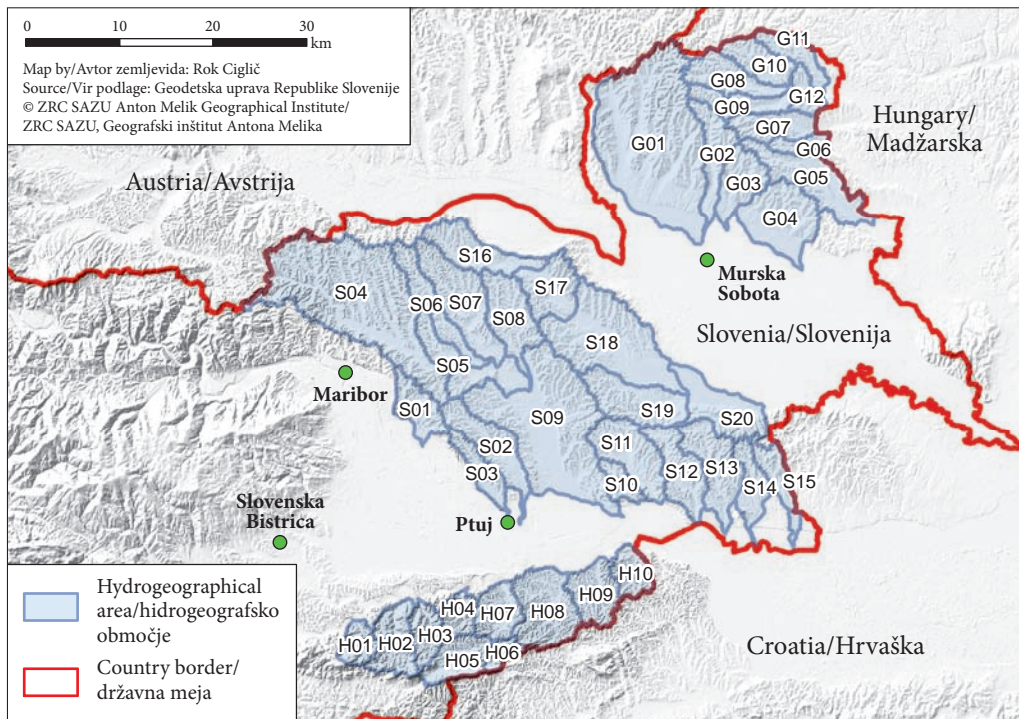 0 10 20 30
km
Map by/Avtor zemljevida: Rok Ciglič
Source/Vir podlage: Geodetska uprava Republike Slovenije
© ZRC SAZU Anton Melik Geographical Institute/
ZRC SAZU, Geografski inštitut Antona Melika
G11
G10
G08
G12
G09
Hungary/
Madžarska
G07
G01
G06
G02
G05
G03
Austria/Avstrija
G04
S16
Murska
Sobota
S17
S04
S06
S07
S08
Slovenia/Slovenija
S18
S05
Maribor
S01
S09
S19
S20
S02
S11
S03
S12
S13
S10
S14
S15
Slovenska
Bistrica
Ptuj
H10
H09
H04
H07
H08
H01
H02
H03
H06
H05
Croatia/Hrvaška
Hydrogeographical
area/hidrogeografsko
območje
Country border/
državna meja